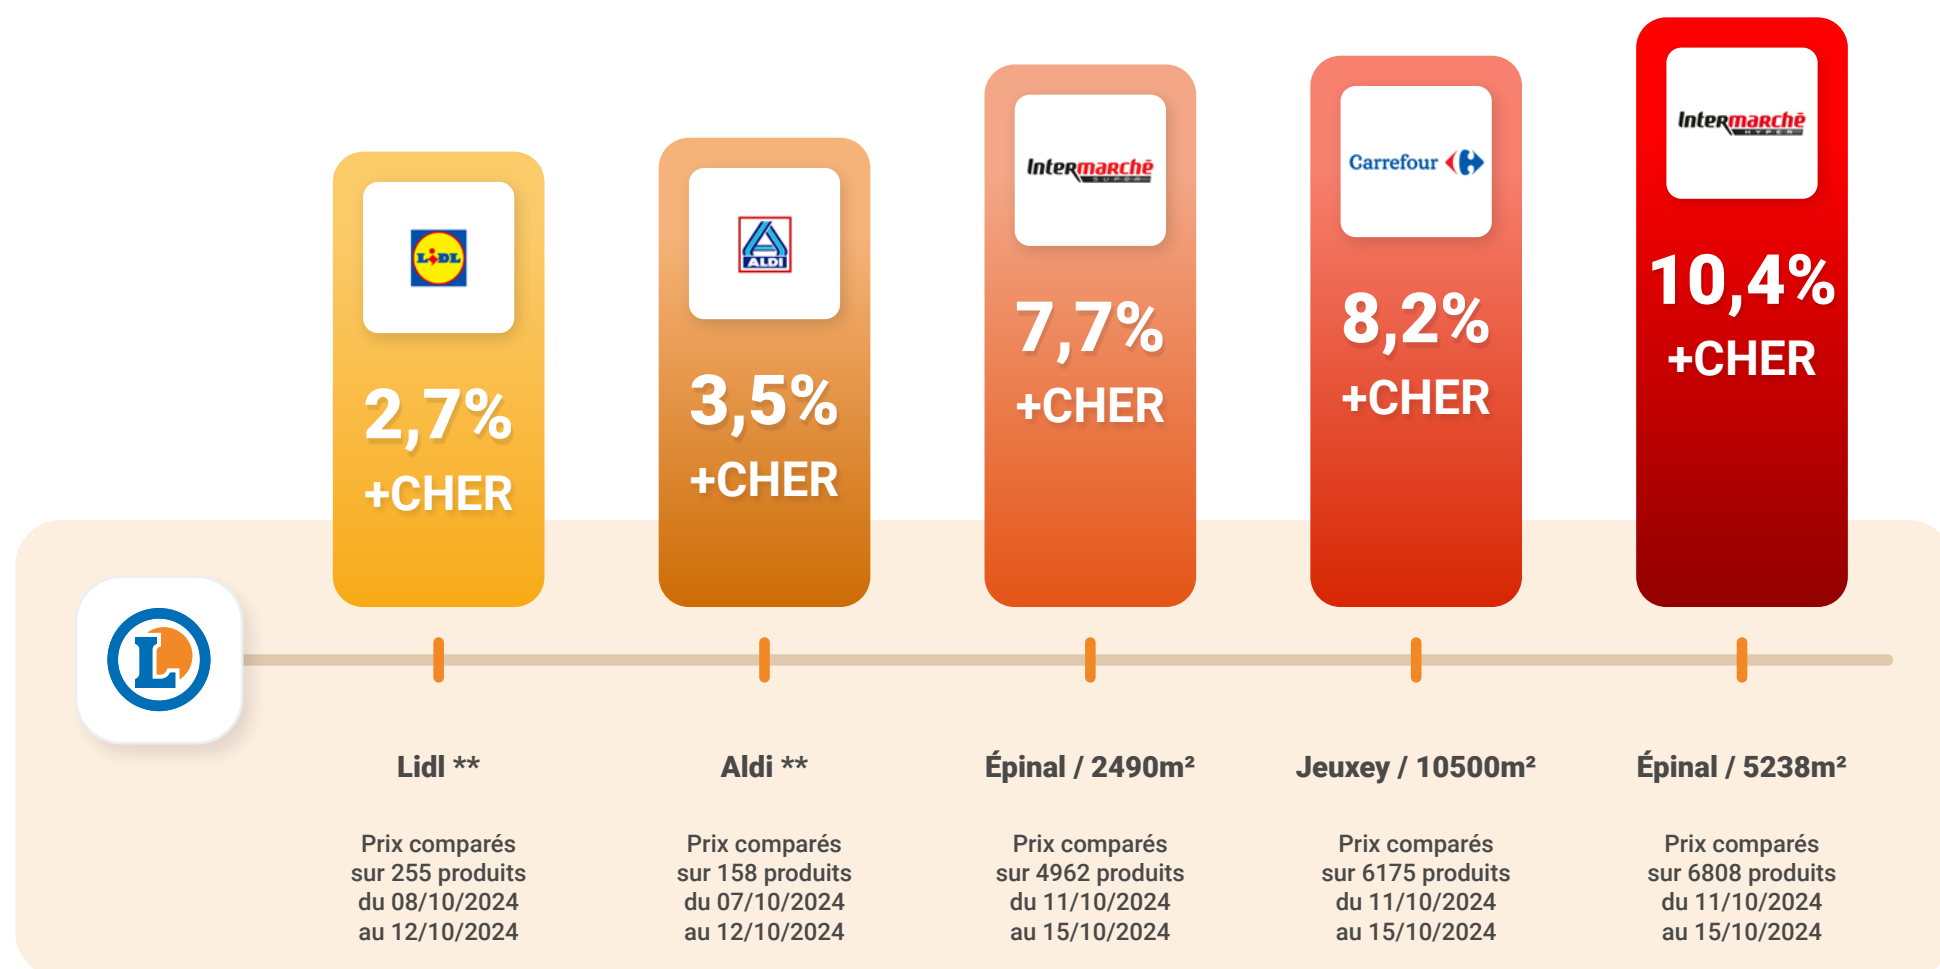 LIDL
2,7%
+CHER
ALDI
3,5%
+CHER
Intermarchē
SUPER
7,7%
+CHER
Carrefour
8,2%
+CHER
Intermarchē
HYPER
10,4%
+CHER
L
Lidl **
Prix comparés
sur 255 produits
du 08/10/2024
au 12/10/2024
Aldi **
Prix comparés
sur 158 produits
du 07/10/2024
au 12/10/2024
Épinal / 2490m²
Prix comparés
sur 4962 produits
du 11/10/2024
au 15/10/2024
Jeuxey / 10500m²
Prix comparés
sur 6175 produits
du 11/10/2024
au 15/10/2024
Épinal / 5238m²
Prix comparés
sur 6808 produits
du 11/10/2024
au 15/10/2024